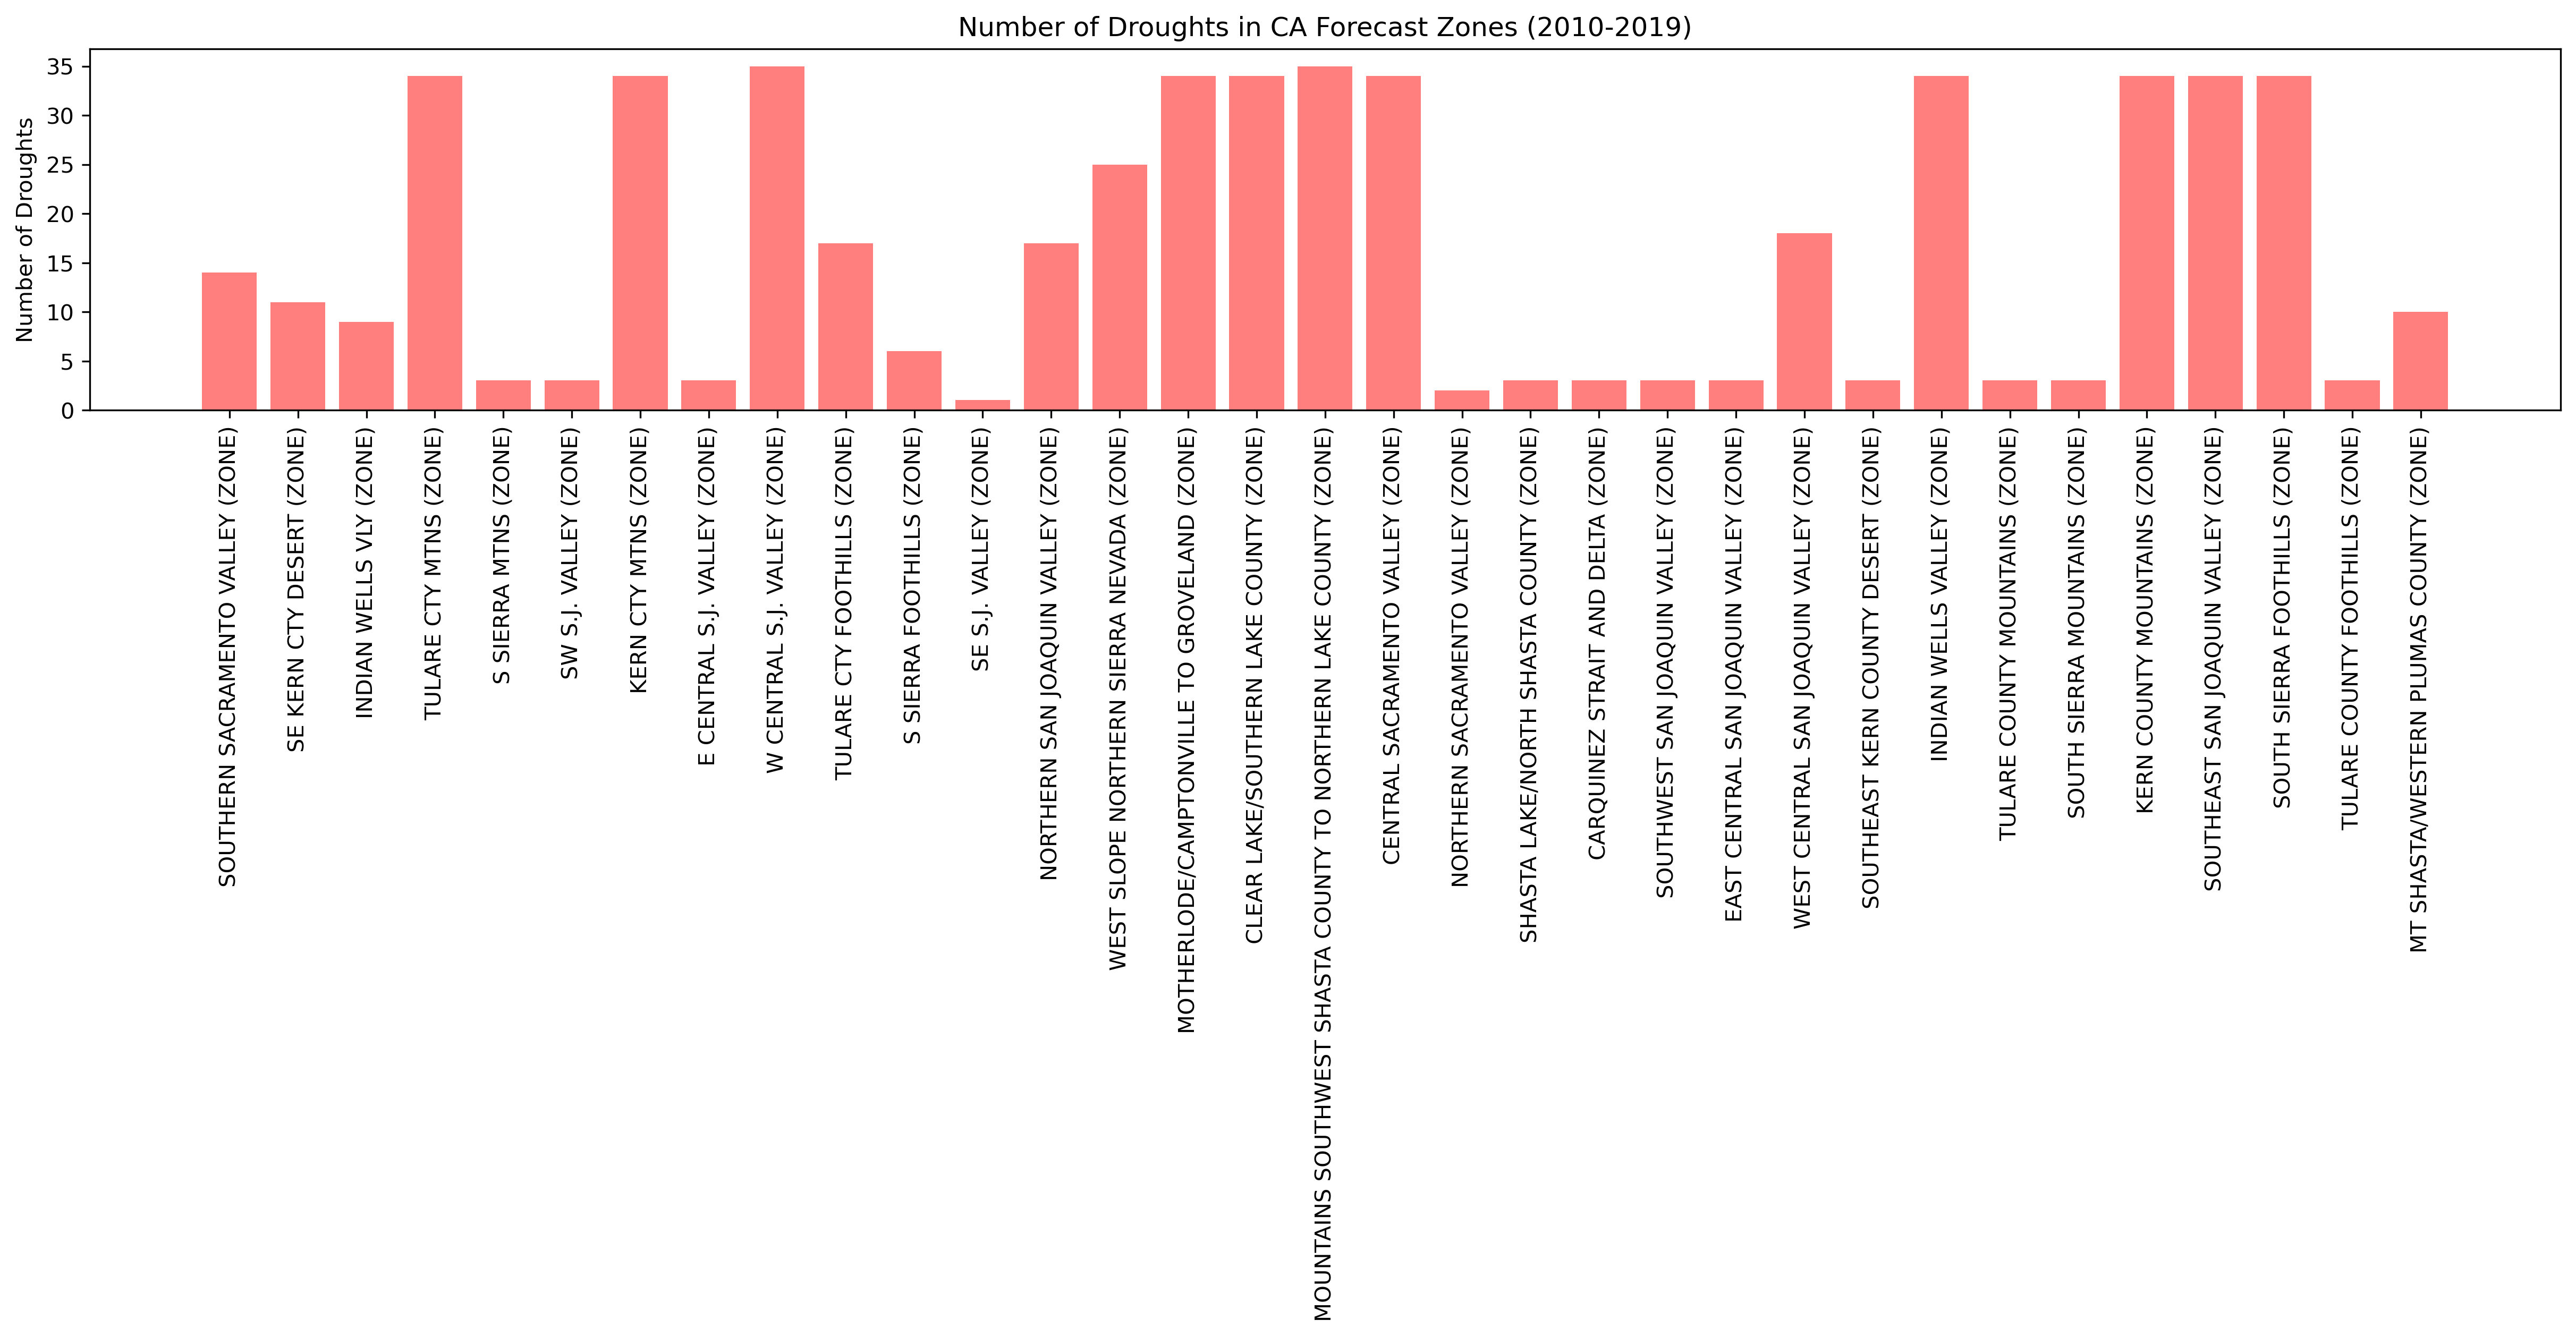 Number of Droughts in CA Forecast Zones (2010-2019)
Number of Droughts
35
30
25
20
15
10
5
0
SOUTHERN SACRAMENTO VALLEY (ZONE)
SE KERN CTY DESERT (ZONE)
INDIAN WELLS VLY (ZONE)
TULARE CTY MTNS (ZONE)
S SIERRA MTNS (ZONE)
SW S.J. VALLEY (ZONE)
KERN CTY MTNS (ZONE)
E CENTRAL S.J. VALLEY (ZONE)
W CENTRAL S.J. VALLEY (ZONE)
TULARE CTY FOOTHILLS (ZONE)
S SIERRA FOOTHILLS (ZONE)
SE S.J. VALLEY (ZONE)
NORTHERN SAN JOAQUIN VALLEY (ZONE)
WEST SLOPE NORTHERN SIERRA NEVADA (ZONE)
MOTHERLODE/CAMPTONVILLE TO GROVELAND (ZONE)
CLEAR LAKE/SOUTHERN LAKE COUNTY (ZONE)
MOUNTAINS SOUTHWEST SHASTA COUNTY TO NORTHERN LAKE COUNTY (ZONE)
CENTRAL SACRAMENTO VALLEY (ZONE)
NORTHERN SACRAMENTO VALLEY (ZONE)
SHASTA LAKE/NORTH SHASTA COUNTY (ZONE)
CARQUINEZ STRAIT AND DELTA (ZONE)
SOUTHWEST SAN JOAQUIN VALLEY (ZONE)
EAST CENTRAL SAN JOAQUIN VALLEY (ZONE)
WEST CENTRAL SAN JOAQUIN VALLEY (ZONE)
SOUTHEAST KERN COUNTY DESERT (ZONE)
INDIAN WELLS VALLEY (ZONE)
TULARE COUNTY MOUNTAINS (ZONE)
SOUTH SIERRA MOUNTAINS (ZONE)
KERN COUNTY MOUNTAINS (ZONE)
SOUTHEAST SAN JOAQUIN VALLEY (ZONE)
SOUTH SIERRA FOOTHILLS (ZONE)
TULARE COUNTY FOOTHILLS (ZONE)
MT SHASTA/WESTERN PLUMAS COUNTY (ZONE)